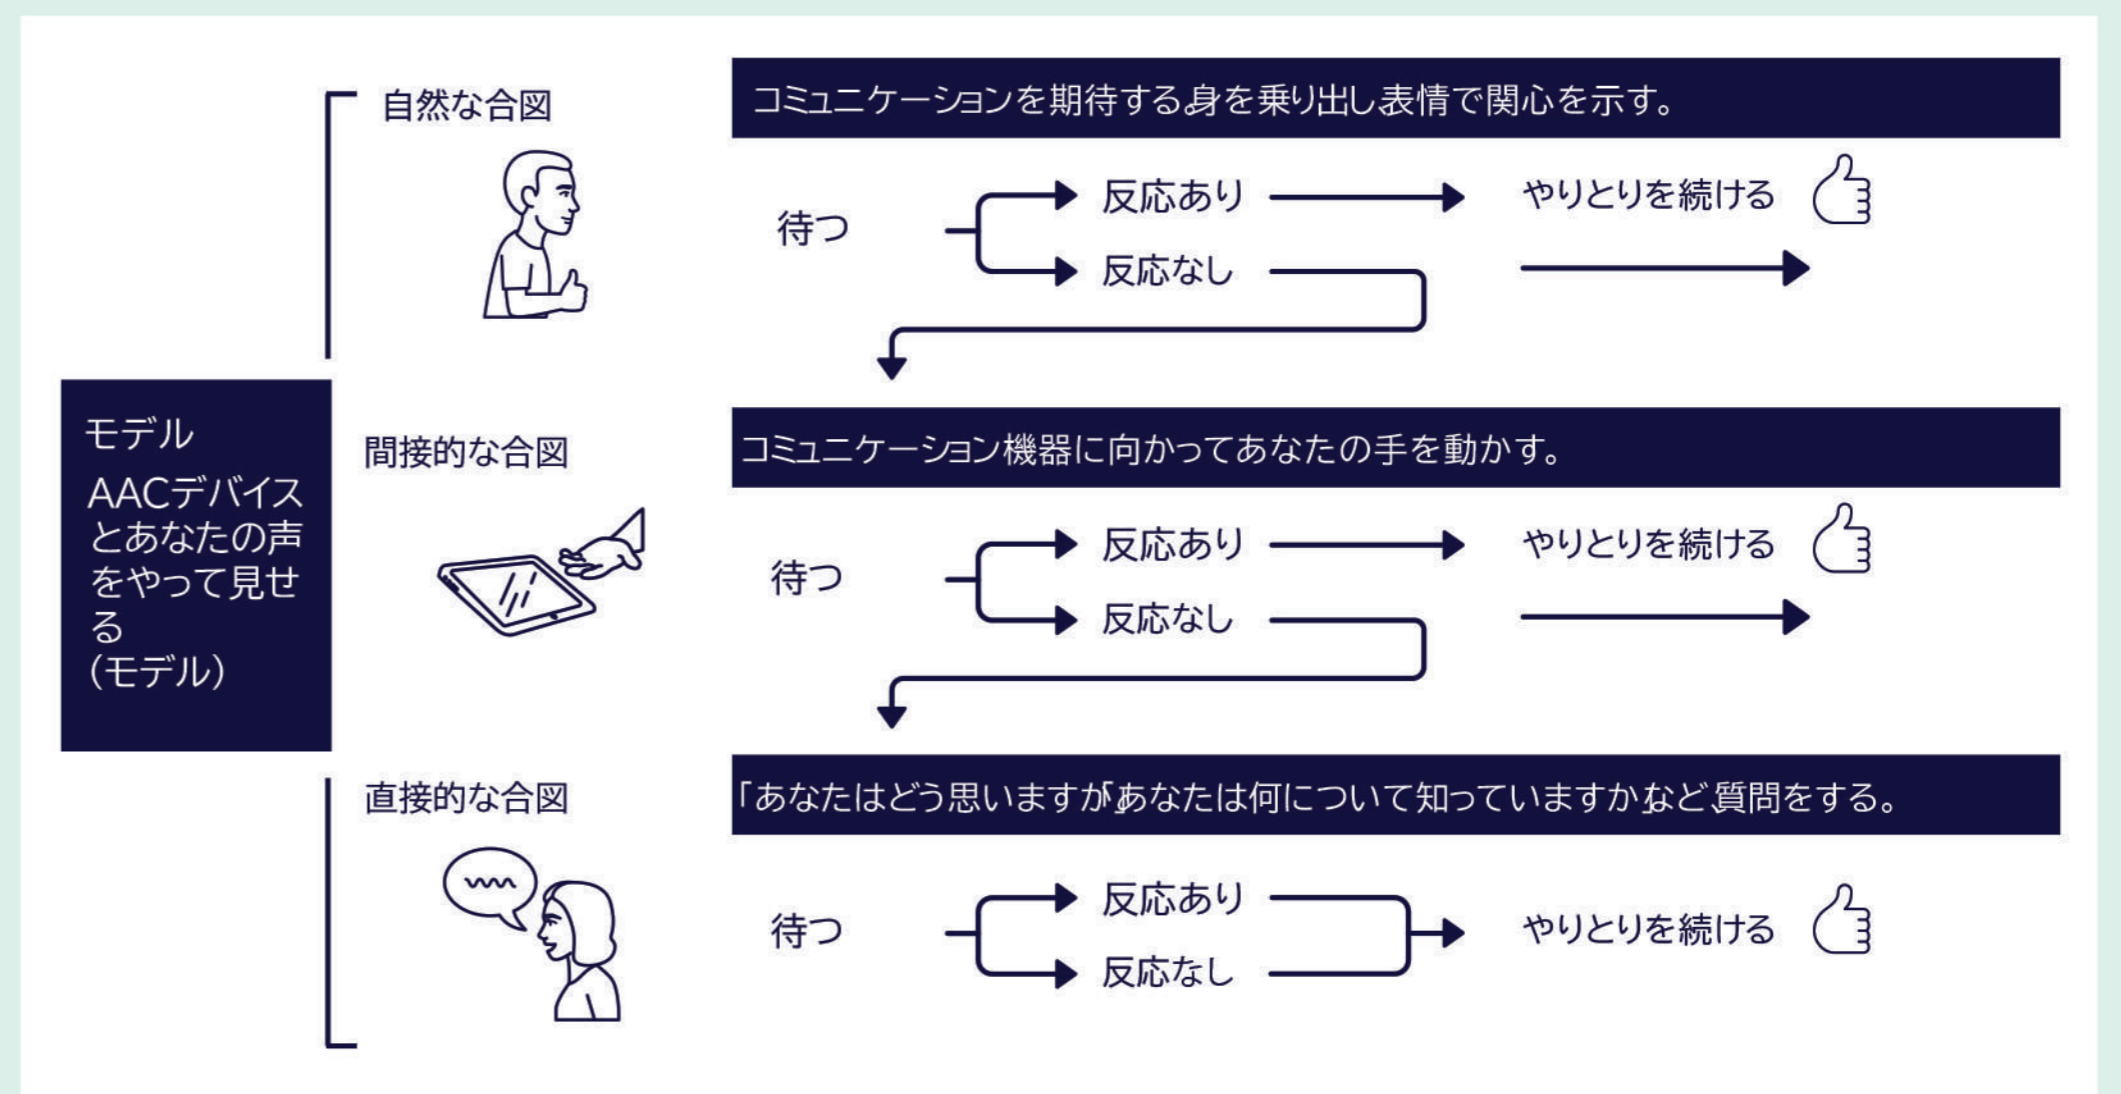 自然な合図
コミュニケーションを期待する。身を乗り出し、表情で関心を示す。
待つ
反応あり
やりとりを続ける
反応なし
モデル
AACデバイス
とあなたの声
をやって見せ
る
（モデル）
間接的な合図
コミュニケーション機器に向かってあなたの手を動かす。
待つ
反応あり
やりとりを続ける
反応なし
直接的な合図
「あなたはどう思いますか」「あなたは何について知っていますか」など、質問をする。
待つ
反応あり
やりとりを続ける
反応なし